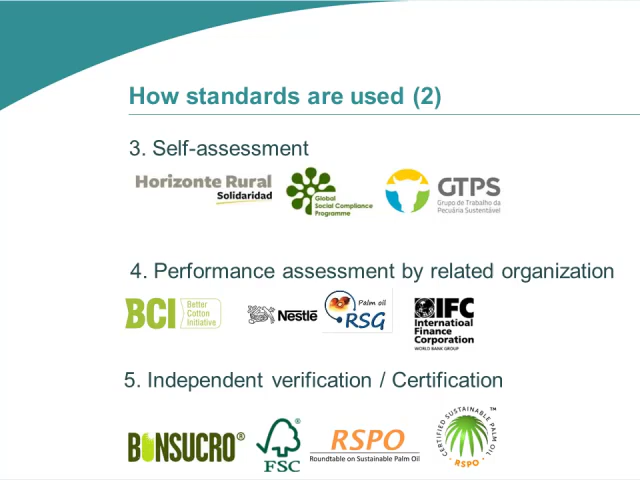 How standards are used (2)
3. Self-assessment
Horizonte Rural
Solidaridad
Global
Social Compliance
Programme
GTPS
Grupo de Trabalho da
Pecuária Sustentável
4. Performance assessment by related organization
BCI
Better
Cotton
Initiative
Nestlé
Palm oil
RSG
IFC
International
Finance
Corporation
WORLD BANK GROUP
5. Independent verification / Certification
BONSUCRO®
®
FSC
RSPO
Roundtable on Sustainable Palm Oil
CERTIFIED SUSTAINABLE PALM OIL ™
· RSPO ·